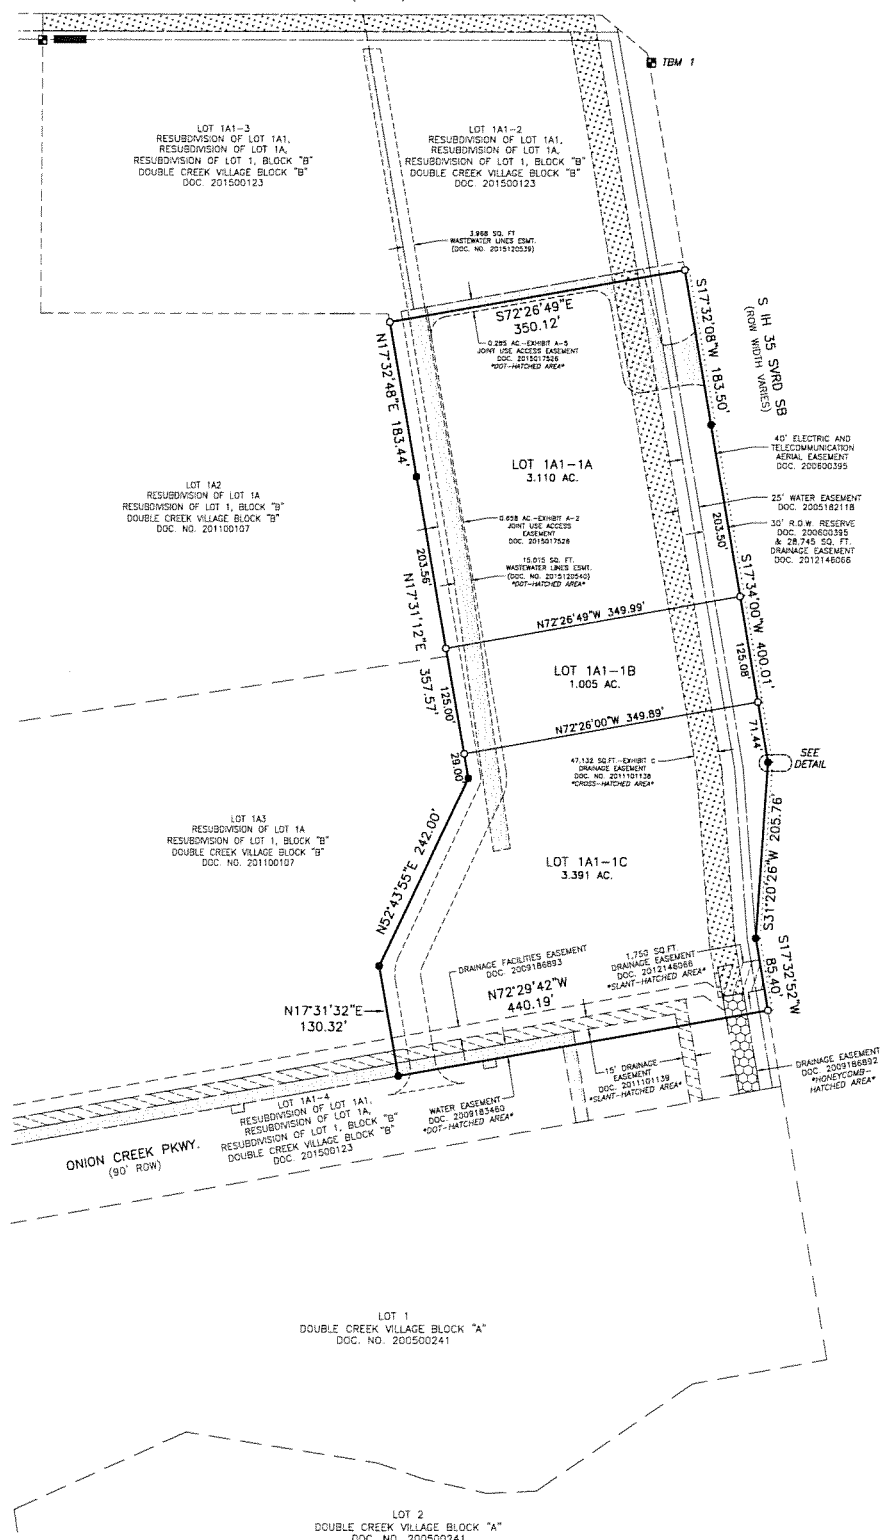 TBM 1
LOT 1A1-3
RESUBDIVISION OF LOT 1A1,
RESUBDIVISION OF LOT 1A,
RESUBDIVISION OF LOT 1, BLOCK "B"
DOUBLE CREEK VILLAGE BLOCK "B"
DOC. 201500123
LOT 1A1-2
RESUBDIVISION OF LOT 1A1,
RESUBDIVISION OF LOT 1A,
RESUBDIVISION OF LOT 1, BLOCK "B"
DOUBLE CREEK VILLAGE BLOCK "B"
DOC. 201500123
3,968 SQ. FT
WASTEWATER LINES ESMT.
(DOC. NO. 2015120539)
S72°26'49"E
350.12'
S17°32'08"W 183.50'
S IH 35 SVRD SB
(ROW WIDTH VARIES)
N17°32'48"E 183.44'
0.285 AC.-EXHIBIT A-5
JOINT USE ACCESS EASEMENT
DOC. 2015017526
*DOT-HATCHED AREA*
LOT 1A1-1A
3.110 AC.
40' ELECTRIC AND
TELECOMMUNICATION
AERIAL EASEMENT
DOC. 200600395
LOT 1A2
RESUBDIVISION OF LOT 1A
RESUBDIVISION OF LOT 1, BLOCK "B"
DOUBLE CREEK VILLAGE BLOCK "B"
DOC. NO. 201100107
25' WATER EASEMENT
DOC. 2005182118
30' R.O.W. RESERVE
DOC. 200600395
& 28,745 SQ. FT.
DRAINAGE EASEMENT
DOC. 2012146066
0.658 AC.-EXHIBIT A-2
JOINT USE ACCESS
EASEMENT
DOC. 2015017526
15,015 SQ. FT.
WASTEWATER LINES ESMT.
(DOC. NO. 2015120540)
*DOT-HATCHED AREA*
203.50'
203.56'
N17°31'12"E 357.57'
S17°34'00"W 400.01'
N72°26'49"W 349.99'
LOT 1A1-1B
1.005 AC.
125.00'
125.08'
N72°26'00"W 349.89'
29.00'
71.44'
SEE
DETAIL
47,132 SQ.FT.-EXHIBIT C
DRAINAGE EASEMENT
DOC. NO. 2011101138
*CROSS-HATCHED AREA*
LOT 1A3
RESUBDIVISION OF LOT 1A
RESUBDIVISION OF LOT 1, BLOCK "B"
DOUBLE CREEK VILLAGE BLOCK "B"
DOC. NO. 201100107
N52°43'55"E 242.00'
S31°20'26"W 205.76'
LOT 1A1-1C
3.391 AC.
DRAINAGE FACILITIES EASEMENT
DOC. 2009186893
1,750 SQ.FT.
DRAINAGE EASEMENT
DOC. 2012146066
*SLANT-HATCHED AREA*
S17°32'52"W
85.40'
N72°29'42"W
440.19'
N17°31'32"E
130.32'
15' DRAINAGE
EASEMENT
DOC. 2011101139
*SLANT-HATCHED AREA*
DRAINAGE EASEMENT
DOC. 2009186892
*HONEYCOMB-
HATCHED AREA*
LOT 1A1-4
RESUBDIVISION OF LOT 1A1,
RESUBDIVISION OF LOT 1A,
RESUBDIVISION OF LOT 1, BLOCK "B"
DOUBLE CREEK VILLAGE BLOCK "B"
DOC. 201500123
WATER EASEMENT
DOC. 2009183460
*DOT-HATCHED AREA*
ONION CREEK PKWY.
(90' ROW)
LOT 1
DOUBLE CREEK VILLAGE BLOCK "A"
DOC. NO. 200500241
LOT 2
DOUBLE CREEK VILLAGE BLOCK "A"
DOC. NO. 200500241